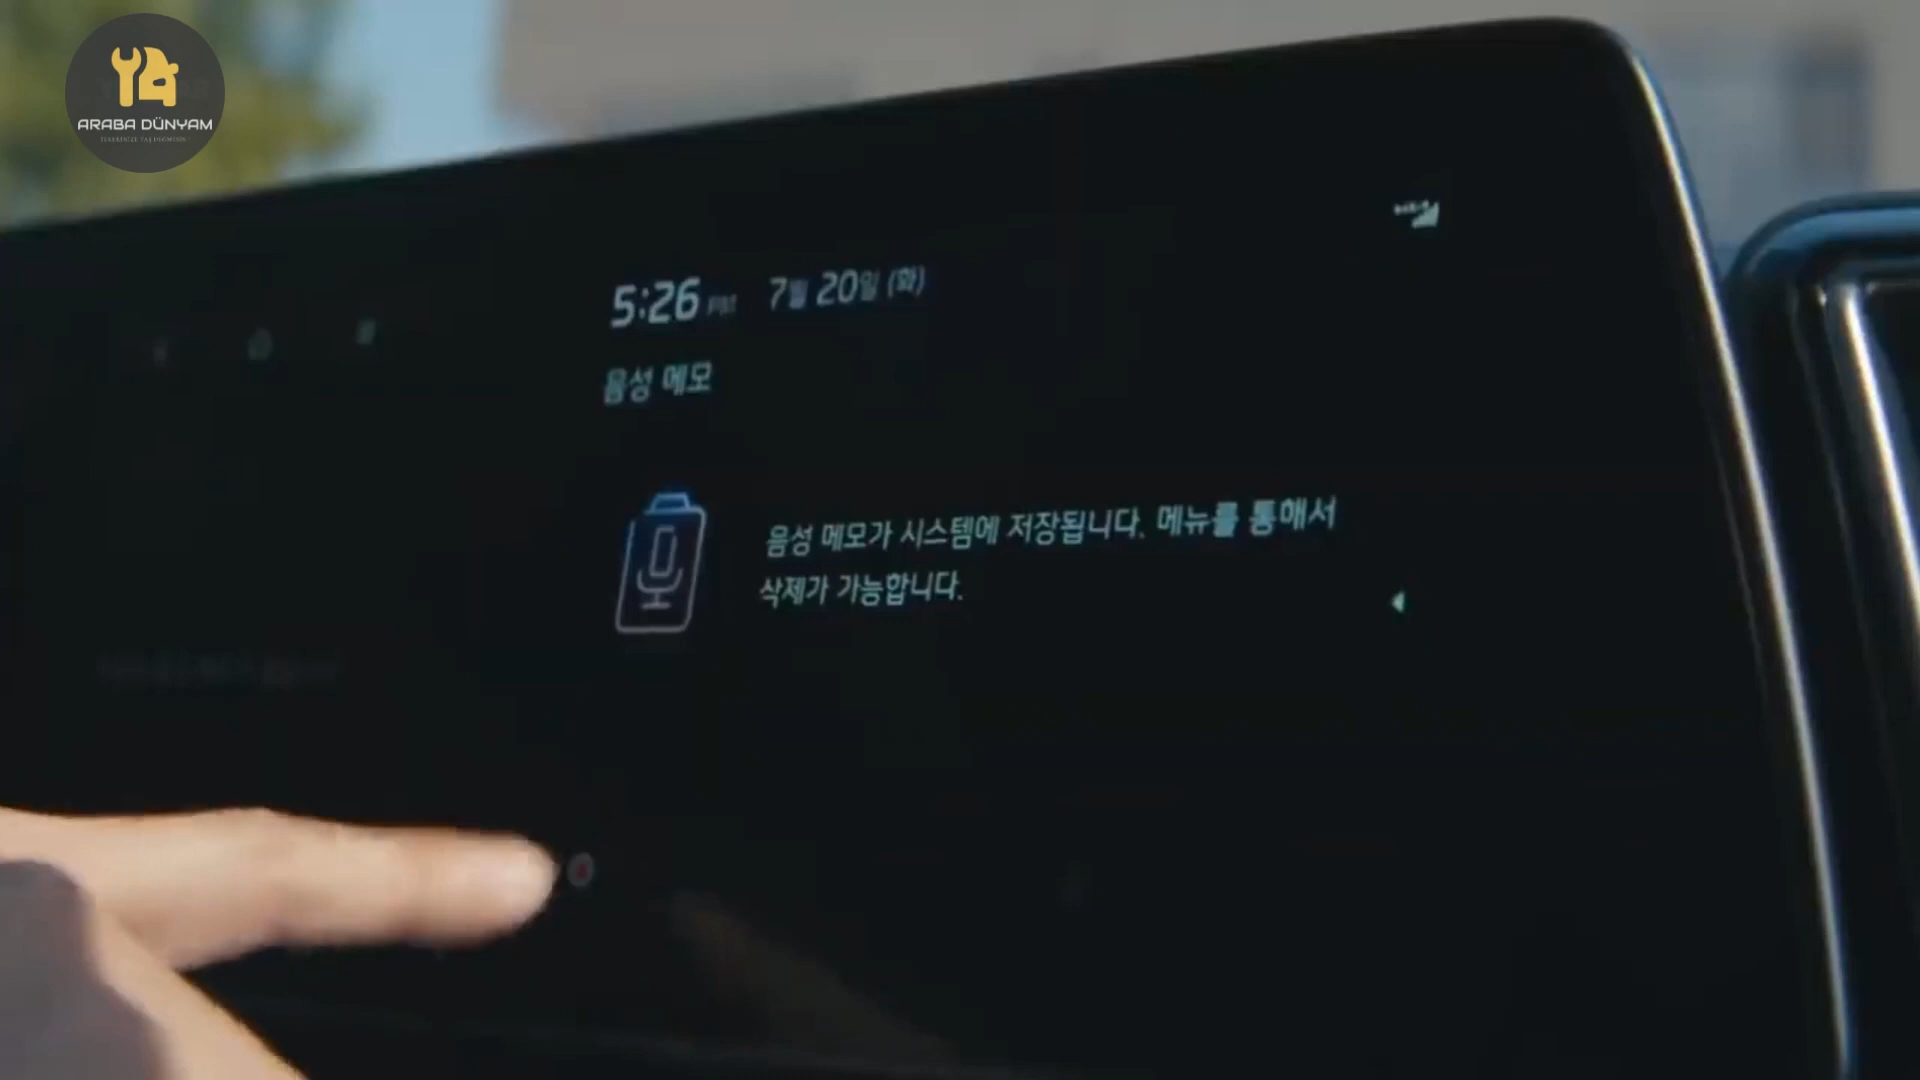 ARABA DÜNYAM
5:26 PM 7월 20일 (화)
음성 메모
음성 메모가 시스템에 저장됩니다. 메뉴를 통해서
삭제가 가능합니다.